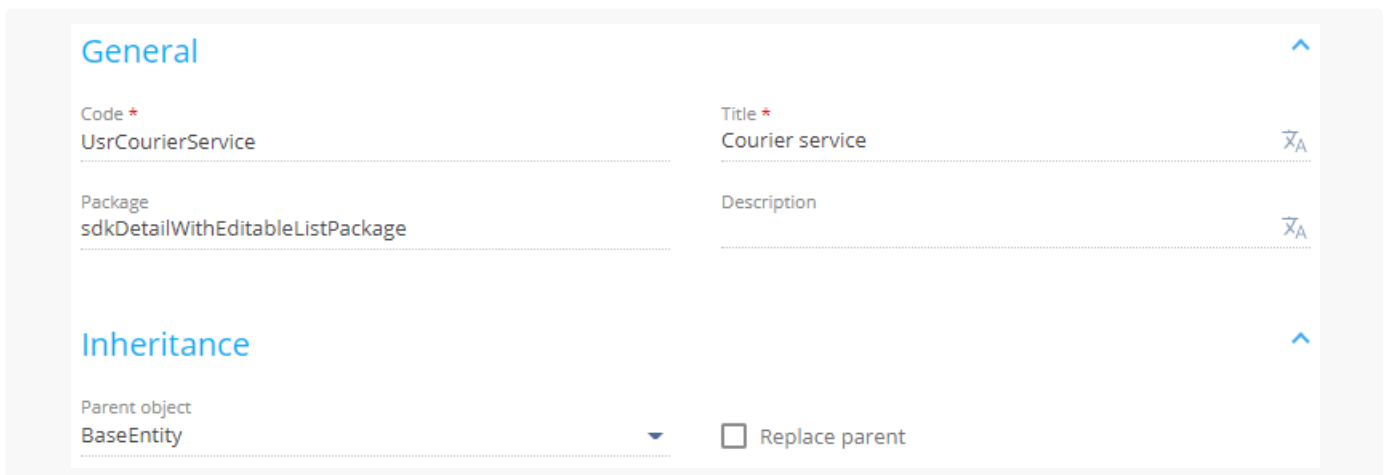 General
Code *
UsrCourierService
Title *
Courier service
Package
sdkDetailWithEditableListPackage
Description
Inheritance
Parent object
BaseEntity
Replace parent